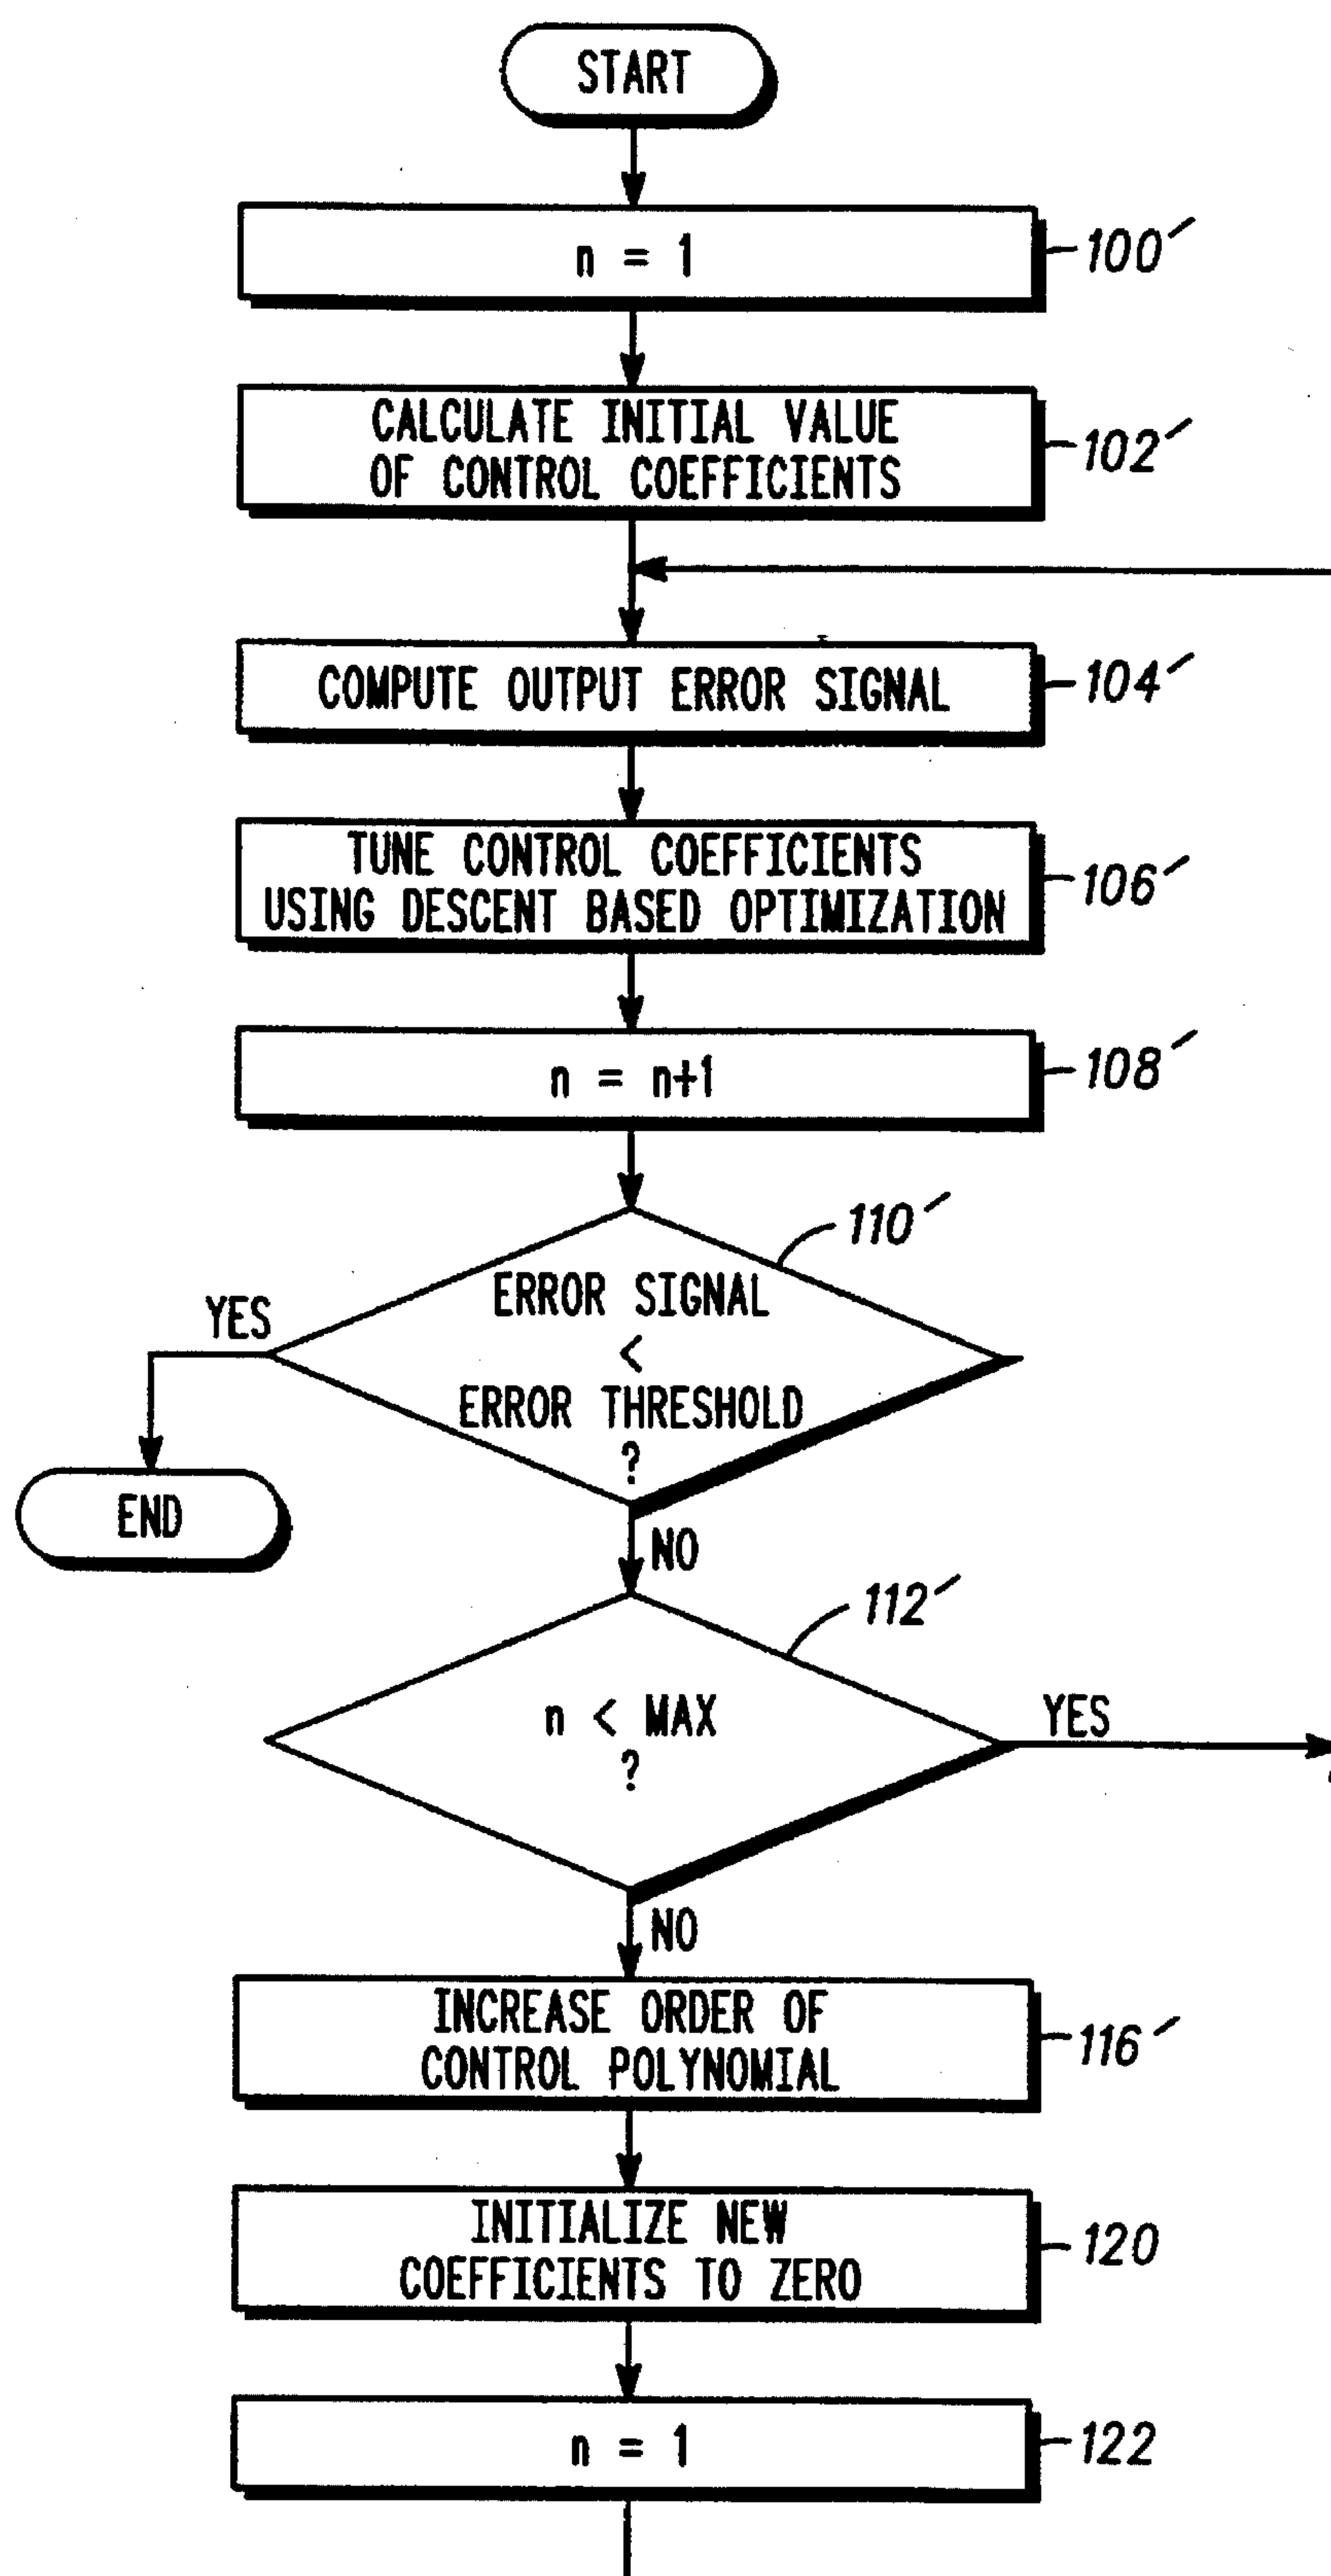 START
n = 1
100′
CALCULATE INITIAL VALUE
OF CONTROL COEFFICIENTS
102′
COMPUTE OUTPUT ERROR SIGNAL
104′
TUNE CONTROL COEFFICIENTS
USING DESCENT BASED OPTIMIZATION
106′
n = n+1
108′
110′
ERROR SIGNAL
<
ERROR THRESHOLD
?
YES
END
NO
112′
n < MAX
?
YES
NO
INCREASE ORDER OF
CONTROL POLYNOMIAL
116′
INITIALIZE NEW
COEFFICIENTS TO ZERO
120
n = 1
122